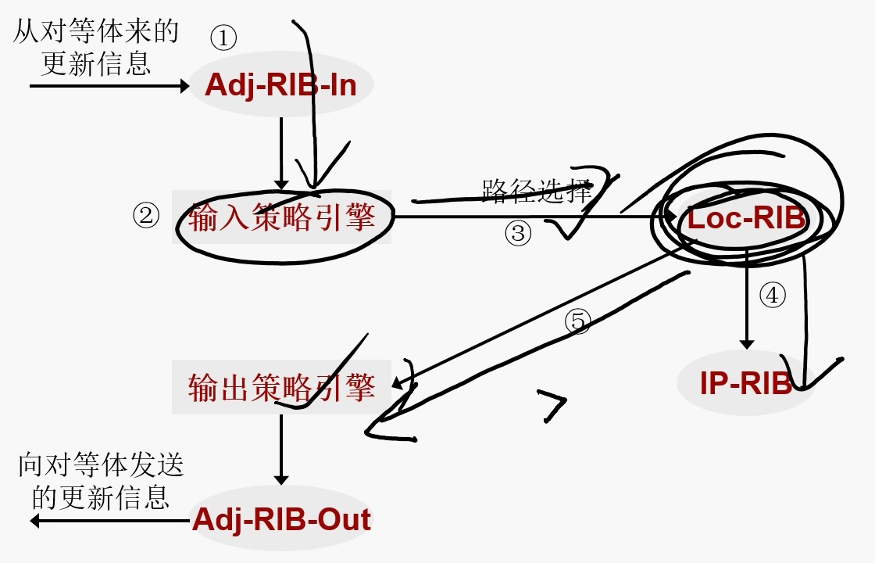 从对等体来的
更新信息
①
Adj-RIB-In
②
输入策略引擎
路径选择
③
Loc-RIB
④
⑤
IP-RIB
输出策略引擎
向对等体发送
的更新信息
Adj-RIB-Out